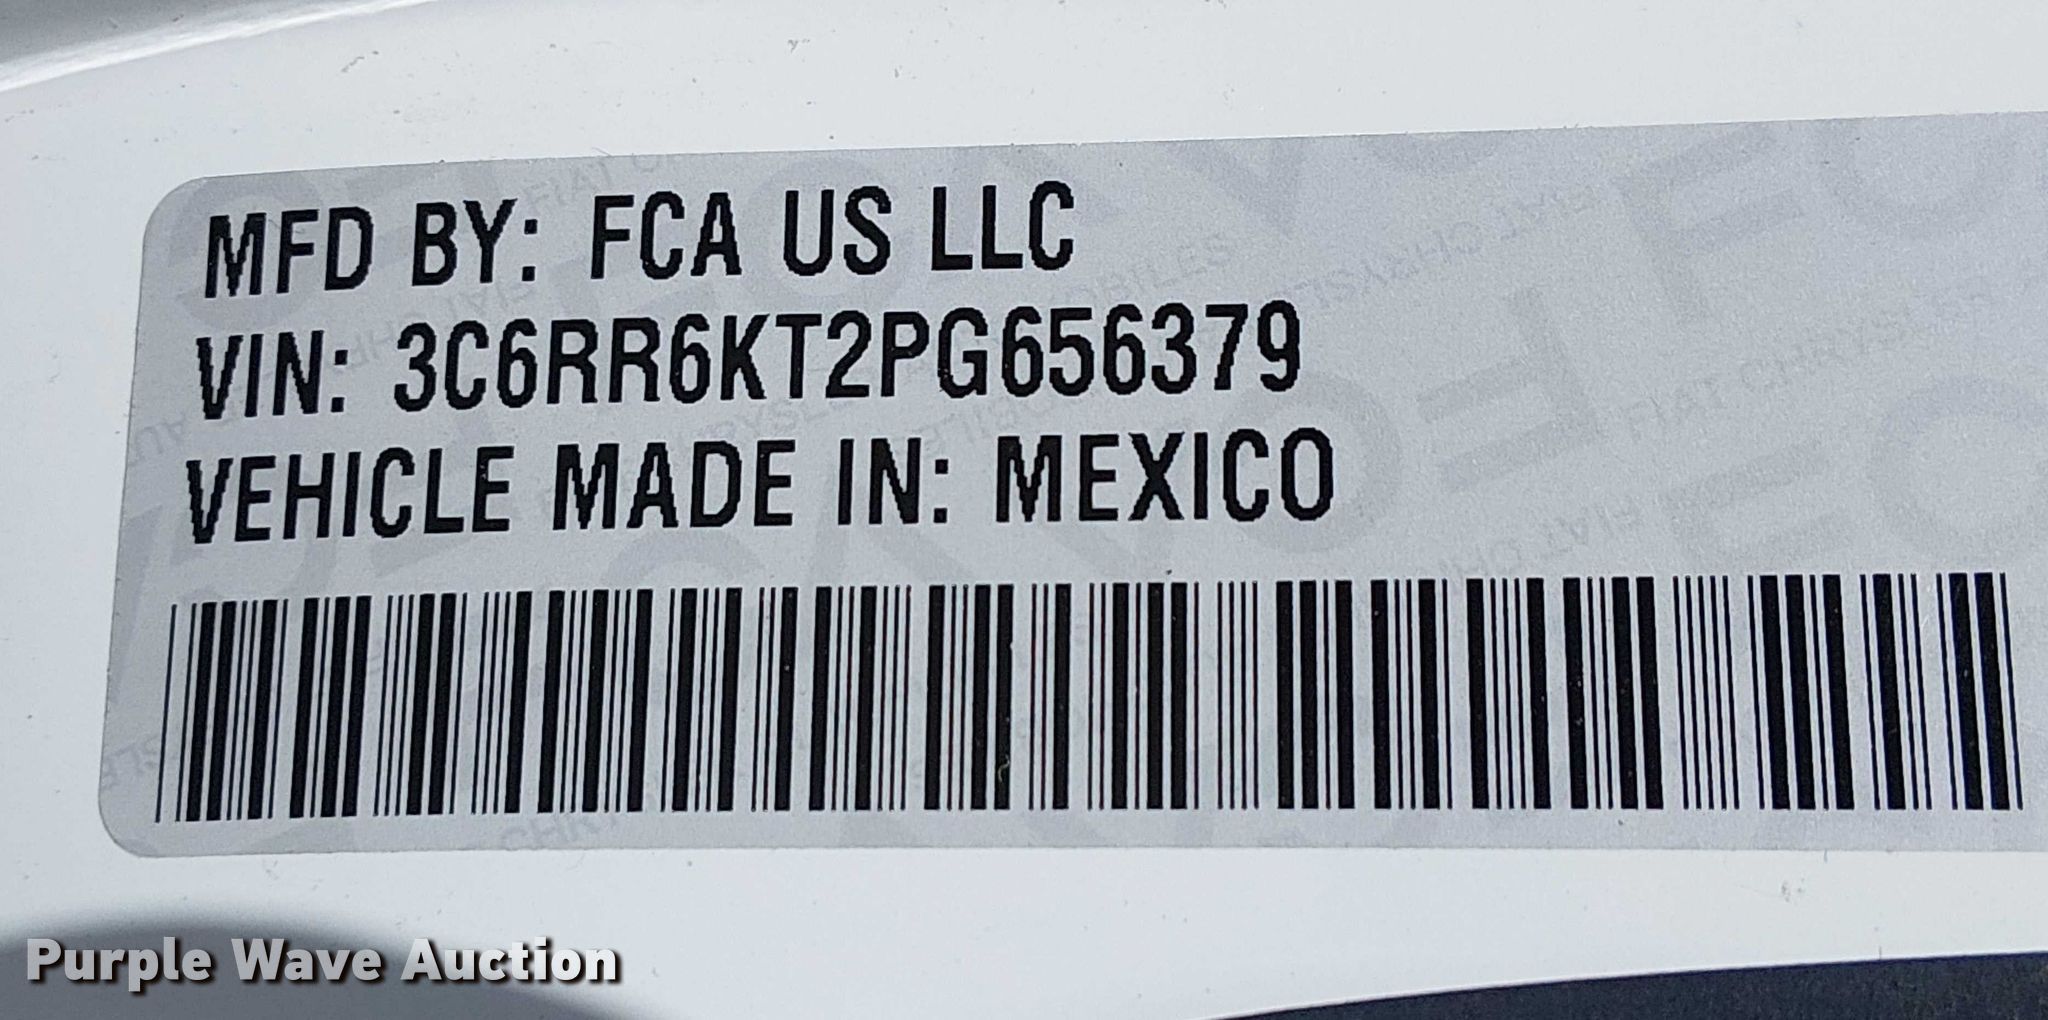 MFD BY: FCA US LLC
VIN: 3C6RR6KT2PG656379
VEHICLE MADE IN: MEXICO
Purple Wave Auction